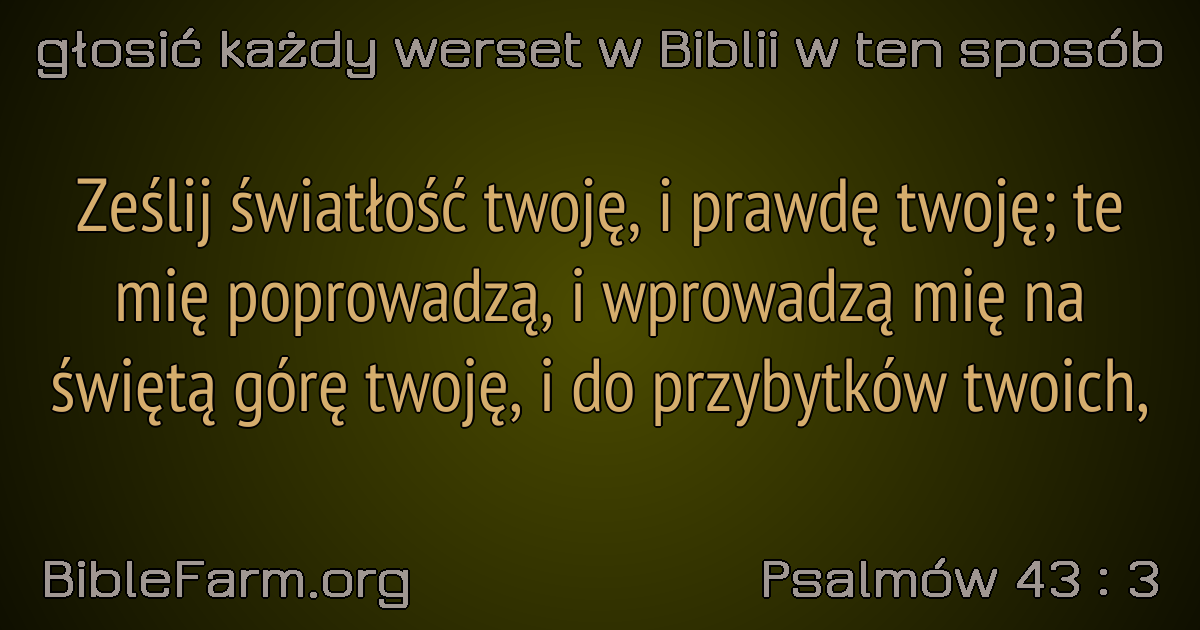 głosić każdy werset w Biblii w ten sposób
Ześlij światłość twoję, i prawdę twoję; te
mię poprowadzą, i wprowadzą mię na
świętą górę twoję, i do przybytków twoich,
BibleFarm.org
Psalmów 43 : 3